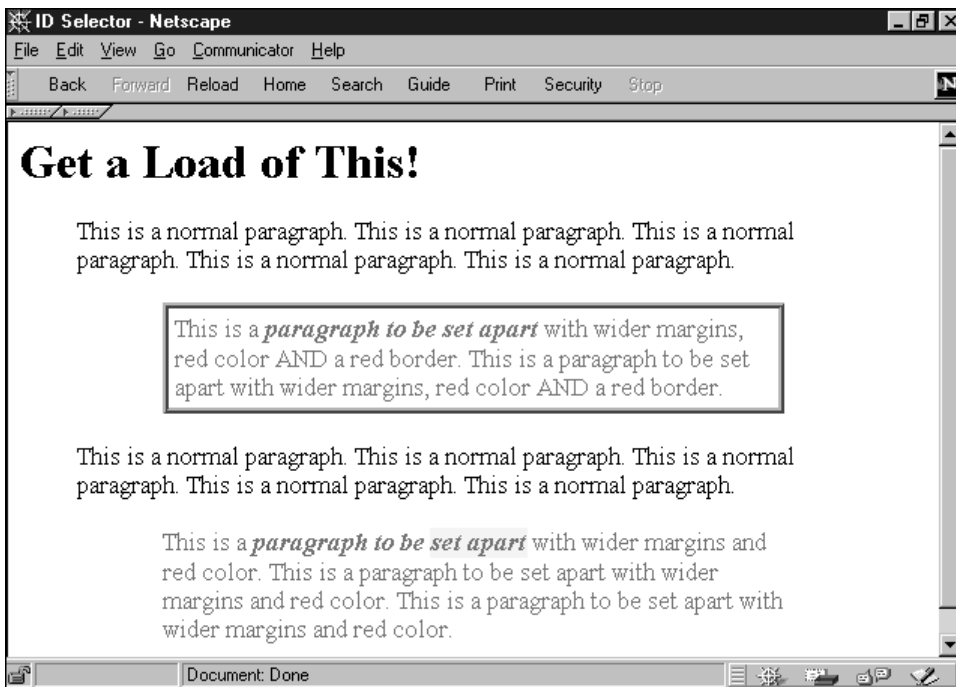 ID Selector - Netscape
File Edit View Go Communicator Help
Back Forward Reload Home Search Guide Print Security Stop
N
Get a Load of This!
This is a normal paragraph. This is a normal paragraph. This is a normal
paragraph. This is a normal paragraph. This is a normal paragraph.
This is a paragraph to be set apart with wider margins,
red color AND a red border. This is a paragraph to be set
apart with wider margins, red color AND a red border.
This is a normal paragraph. This is a normal paragraph. This is a normal
paragraph. This is a normal paragraph. This is a normal paragraph.
This is a paragraph to be set apart with wider margins and
red color. This is a paragraph to be set apart with wider
margins and red color. This is a paragraph to be set apart with
wider margins and red color.
Document: Done